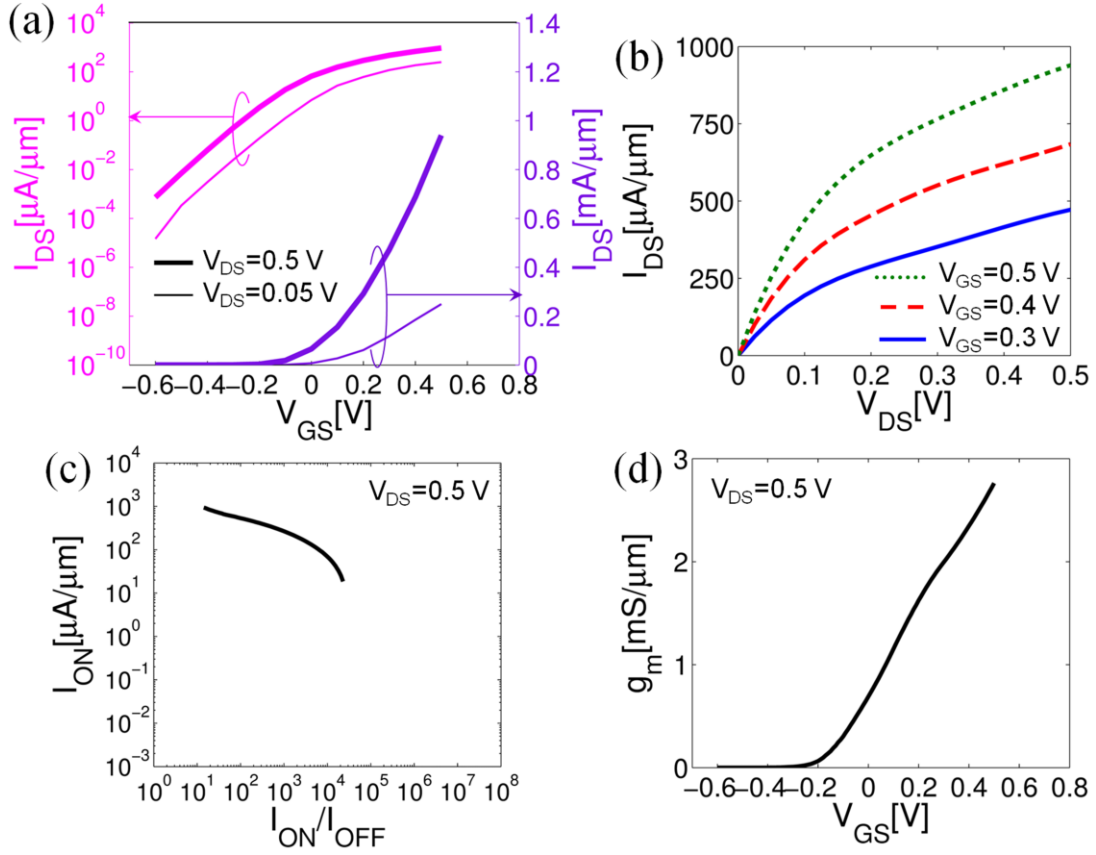 (a)
10^4
10^2
10^0
10^-2
10^-4
10^-6
10^-8
10^-10
I_DS[μA/μm]
V_DS=0.5 V
V_DS=0.05 V
1.4
1.2
1
0.8
0.6
0.4
0.2
0
I_DS[mA/μm]
−0.6 −0.4 −0.2 0 0.2 0.4 0.6 0.8
V_GS[V]
(b)
1000
750
500
250
0
I_DS[μA/μm]
V_GS=0.5 V
V_GS=0.4 V
V_GS=0.3 V
0 0.1 0.2 0.3 0.4 0.5
V_DS[V]
(c)
10^4
10^3
10^2
10^1
10^0
10^-1
10^-2
10^-3
I_ON[μA/μm]
V_DS=0.5 V
10^0 10^1 10^2 10^3 10^4 10^5 10^6 10^7 10^8
I_ON/I_OFF
(d)
3
2
1
0
g_m[mS/μm]
V_DS=0.5 V
−0.6 −0.4 −0.2 0 0.2 0.4 0.6 0.8
V_GS[V]